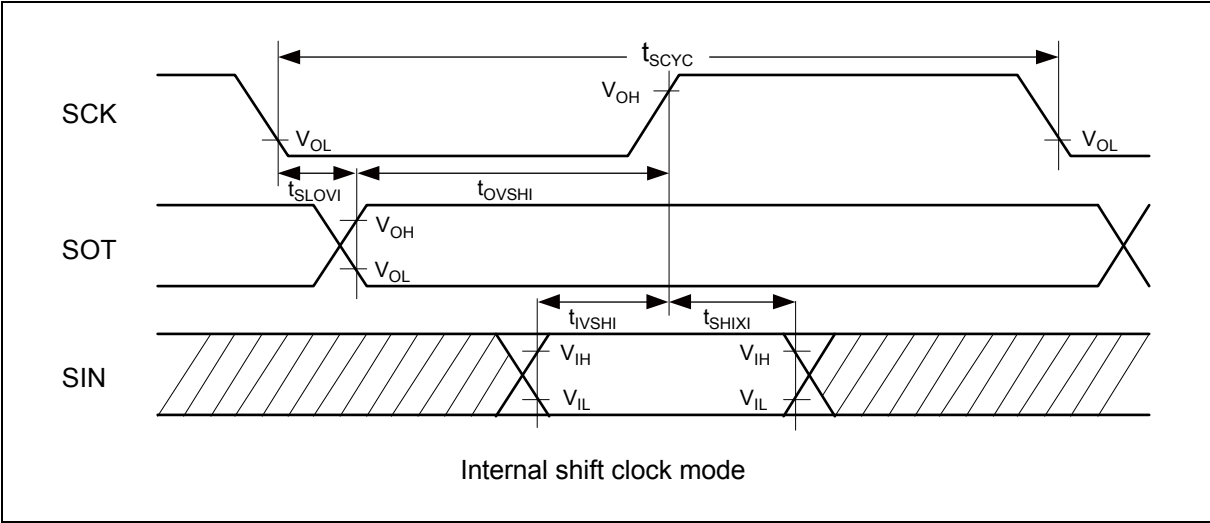 tSCYC
SCK
VOH
VOL
VOL
tSLOVI
tOVSHI
SOT
VOH
VOL
tIVSHI
tSHIXI
SIN
VIH
VIH
VIL
VIL
Internal shift clock mode